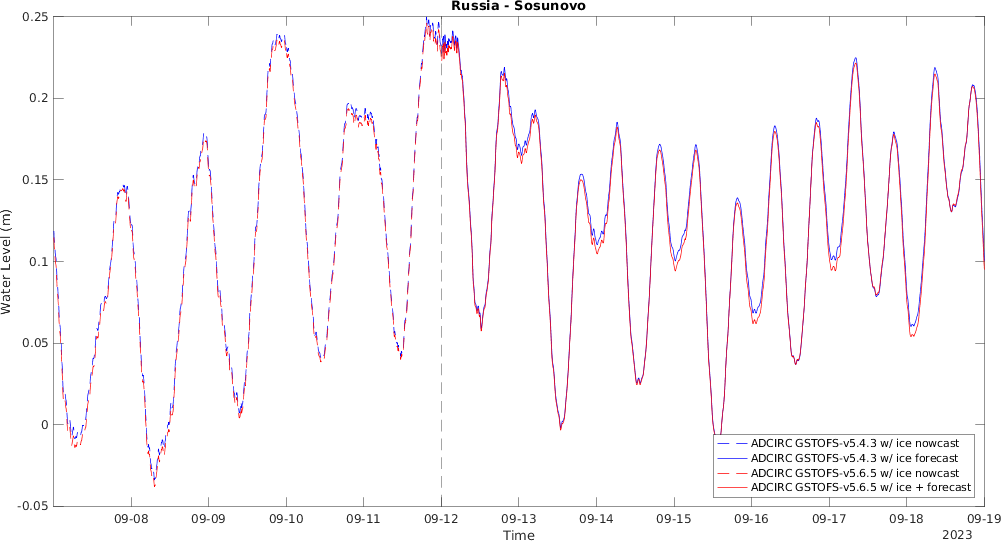 Russia - Sosunovo
0.25
0.2
0.15
0.1
0.05
0
-0.05
Water Level (m)
ADCIRC GSTOFS-v5.4.3 w/ ice nowcast
ADCIRC GSTOFS-v5.4.3 w/ ice forecast
ADCIRC GSTOFS-v5.6.5 w/ ice nowcast
ADCIRC GSTOFS-v5.6.5 w/ ice + forecast
09-08 09-09 09-10 09-11 09-12 09-13 09-14 09-15 09-16 09-17 09-18 09-19
Time
2023